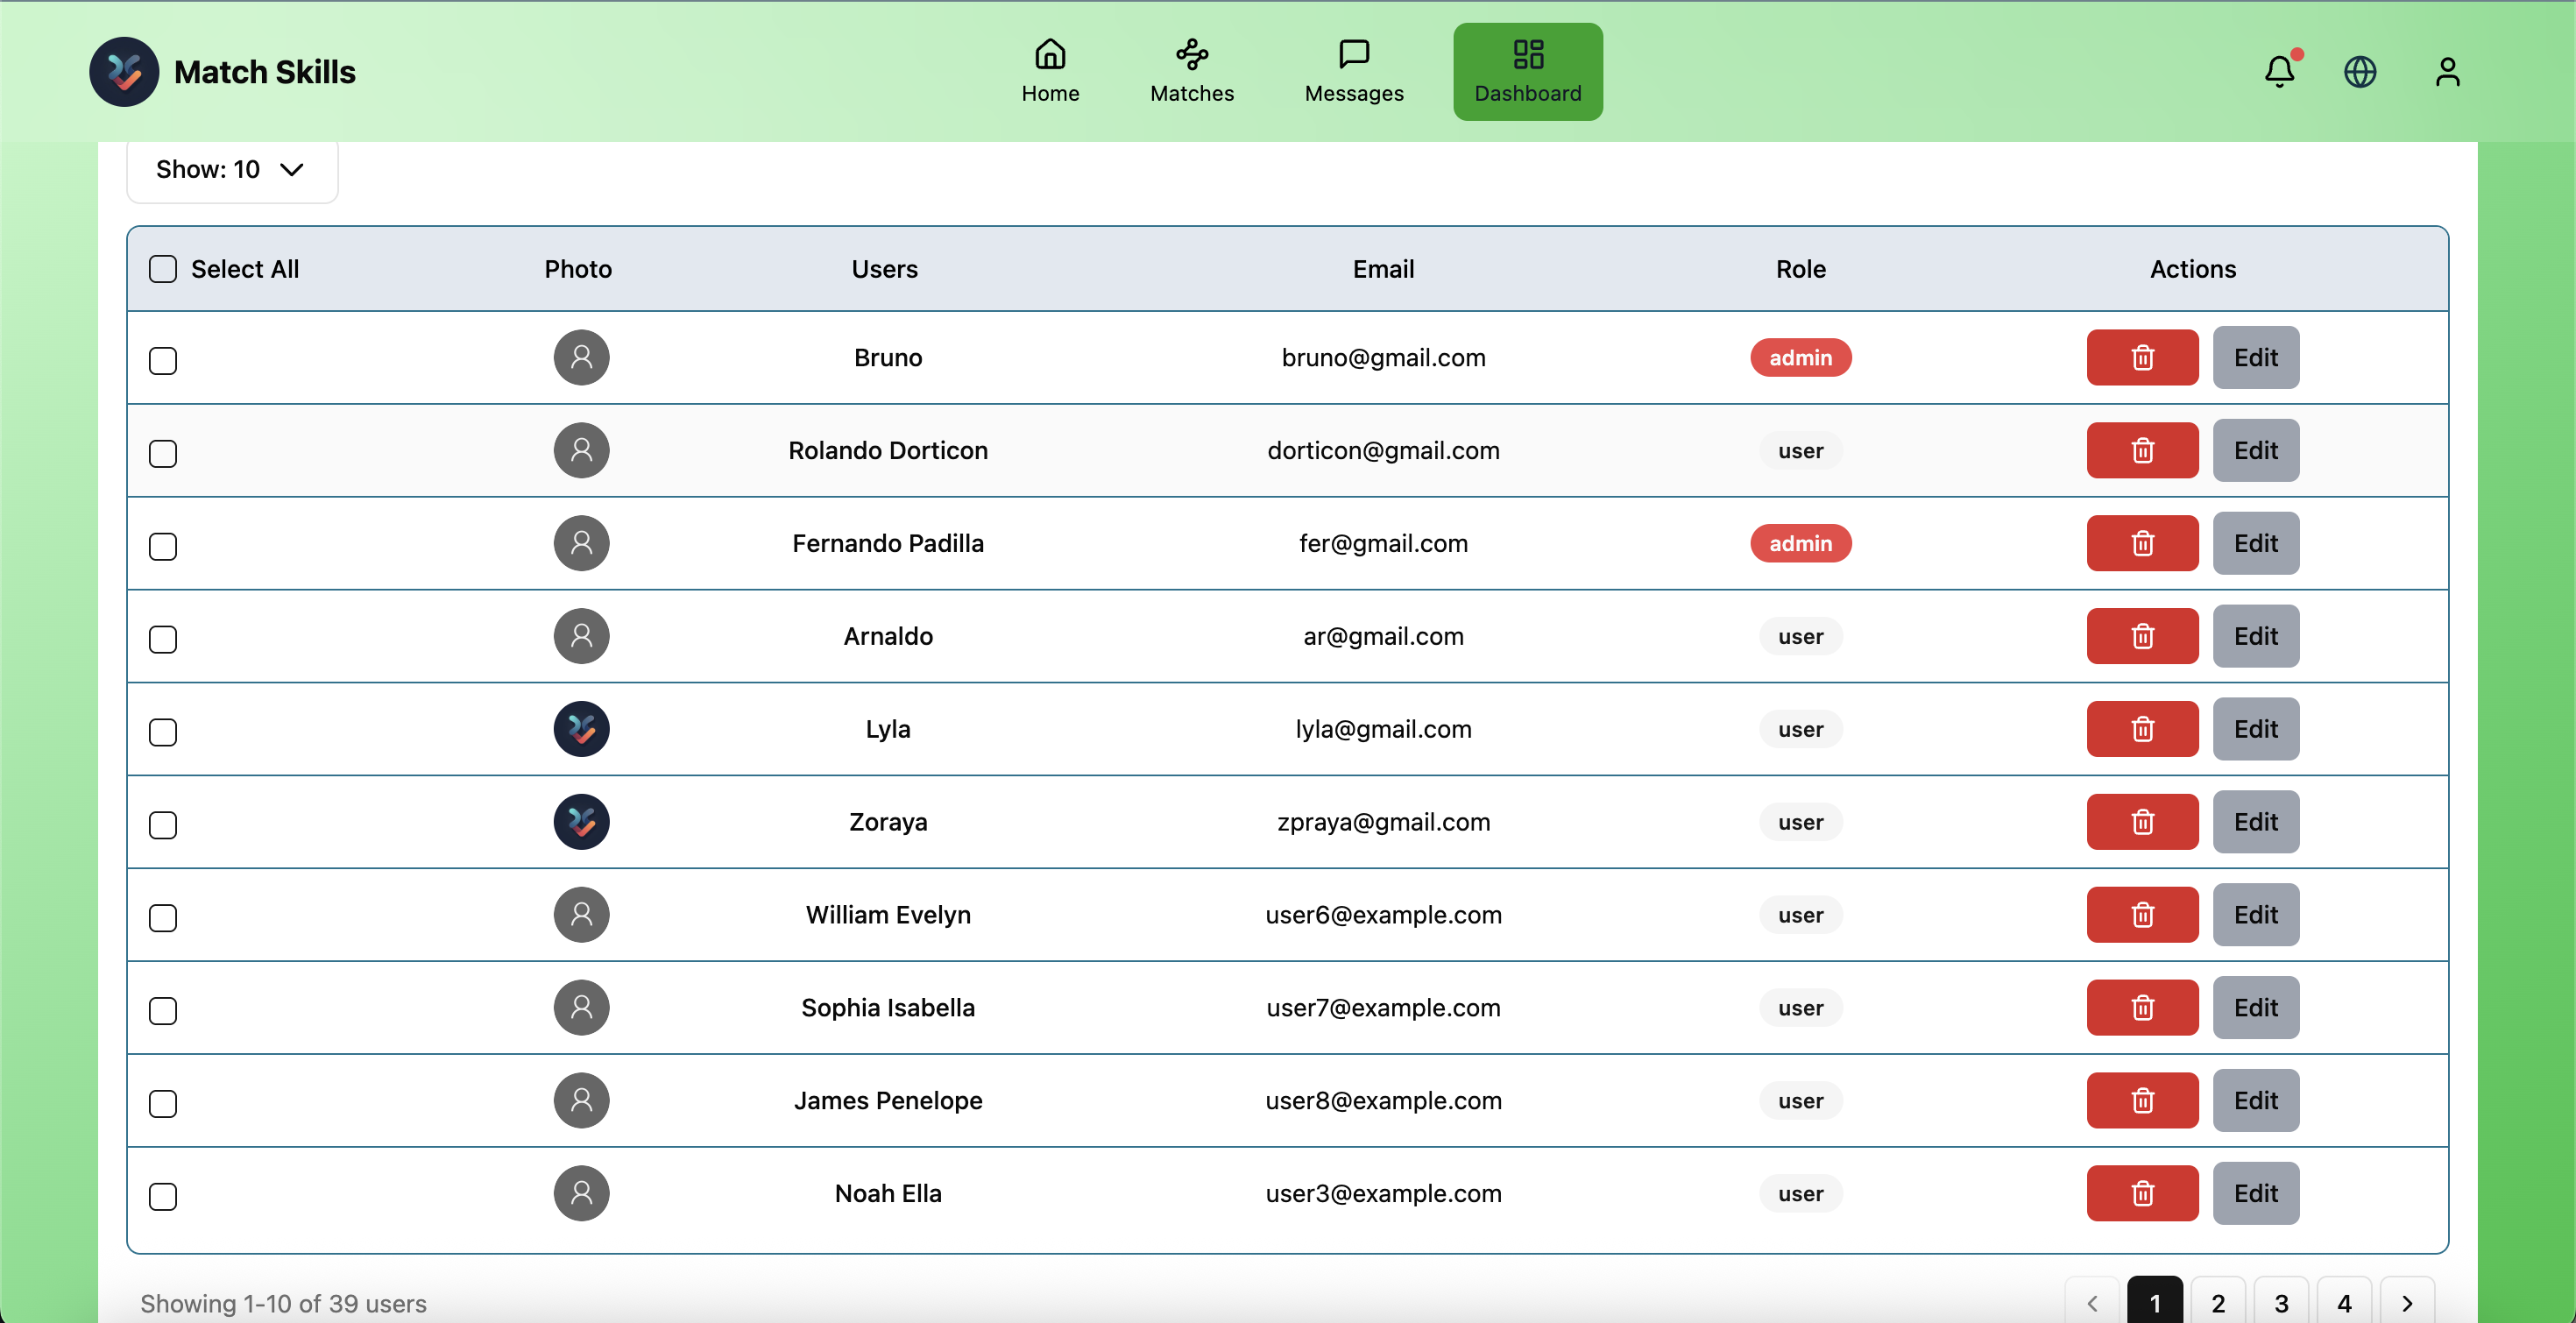 Match Skills
Home Matches Messages Dashboard
Show: 10
Select All Photo Users Email Role Actions
Bruno bruno@gmail.com admin Edit
Rolando Dorticon dorticon@gmail.com user Edit
Fernando Padilla fer@gmail.com admin Edit
Arnaldo ar@gmail.com user Edit
Lyla lyla@gmail.com user Edit
Zoraya zpraya@gmail.com user Edit
William Evelyn user6@example.com user Edit
Sophia Isabella user7@example.com user Edit
James Penelope user8@example.com user Edit
Noah Ella user3@example.com user Edit
Showing 1-10 of 39 users 1 2 3 4